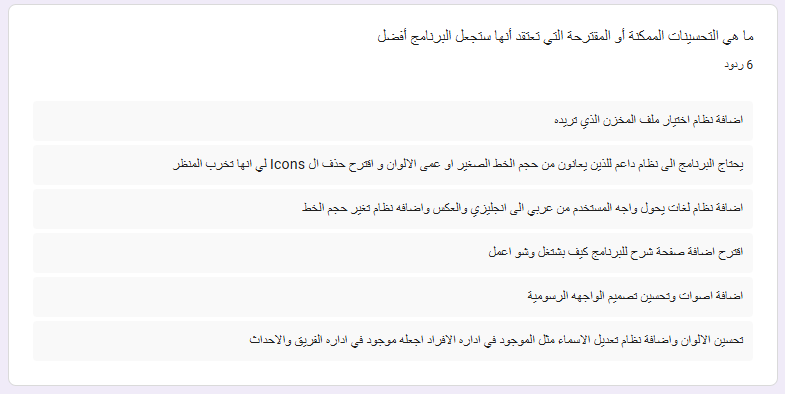 ما هي التحسينات الممكنة أو المقترحة التي تعتقد أنها ستجعل البرنامج أفضل
6 ردود
اضافة نظام اختيار ملف المخزن الذي تريده
يحتاج البرنامج الى نظام داعم للذين يعانون من حجم الخط الصغير او عمى الالوان و اقترح حذف ال Icons لي انها تخرب المنظر
اضافة نظام لغات يحول واجه المستخدم من عربي الى انجليزي والعكس واضافه نظام تغير حجم الخط
اقترح اضافة صفحة شرح للبرنامج كيف بشتغل وشو اعمل
اضافة اصوات وتحسين تصميم الواجهه الرسومية
تحسين الالوان واضافة نظام تعديل الاسماء مثل الموجود في اداره الافراد اجعله موجود في اداره الفريق والاحداث